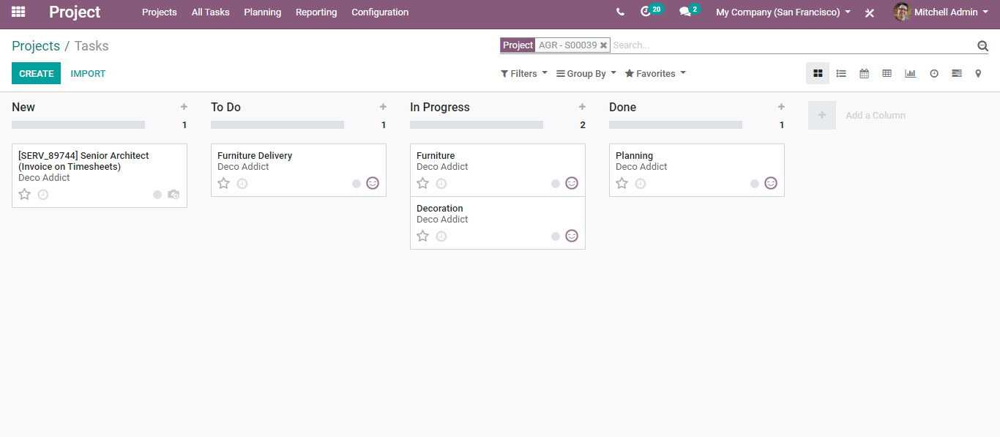 Project Projects All Tasks Planning Reporting Configuration 20 2 My Company (San Francisco) Mitchell Admin
Projects / Tasks
Project AGR - S00039 Search...
CREATE IMPORT
Filters Group By Favorites
New
1
[SERV_89744] Senior Architect
(Invoice on Timesheets)
Deco Addict
To Do
1
Furniture Delivery
Deco Addict
In Progress
2
Furniture
Deco Addict
Decoration
Deco Addict
Done
1
Planning
Deco Addict
Add a Column